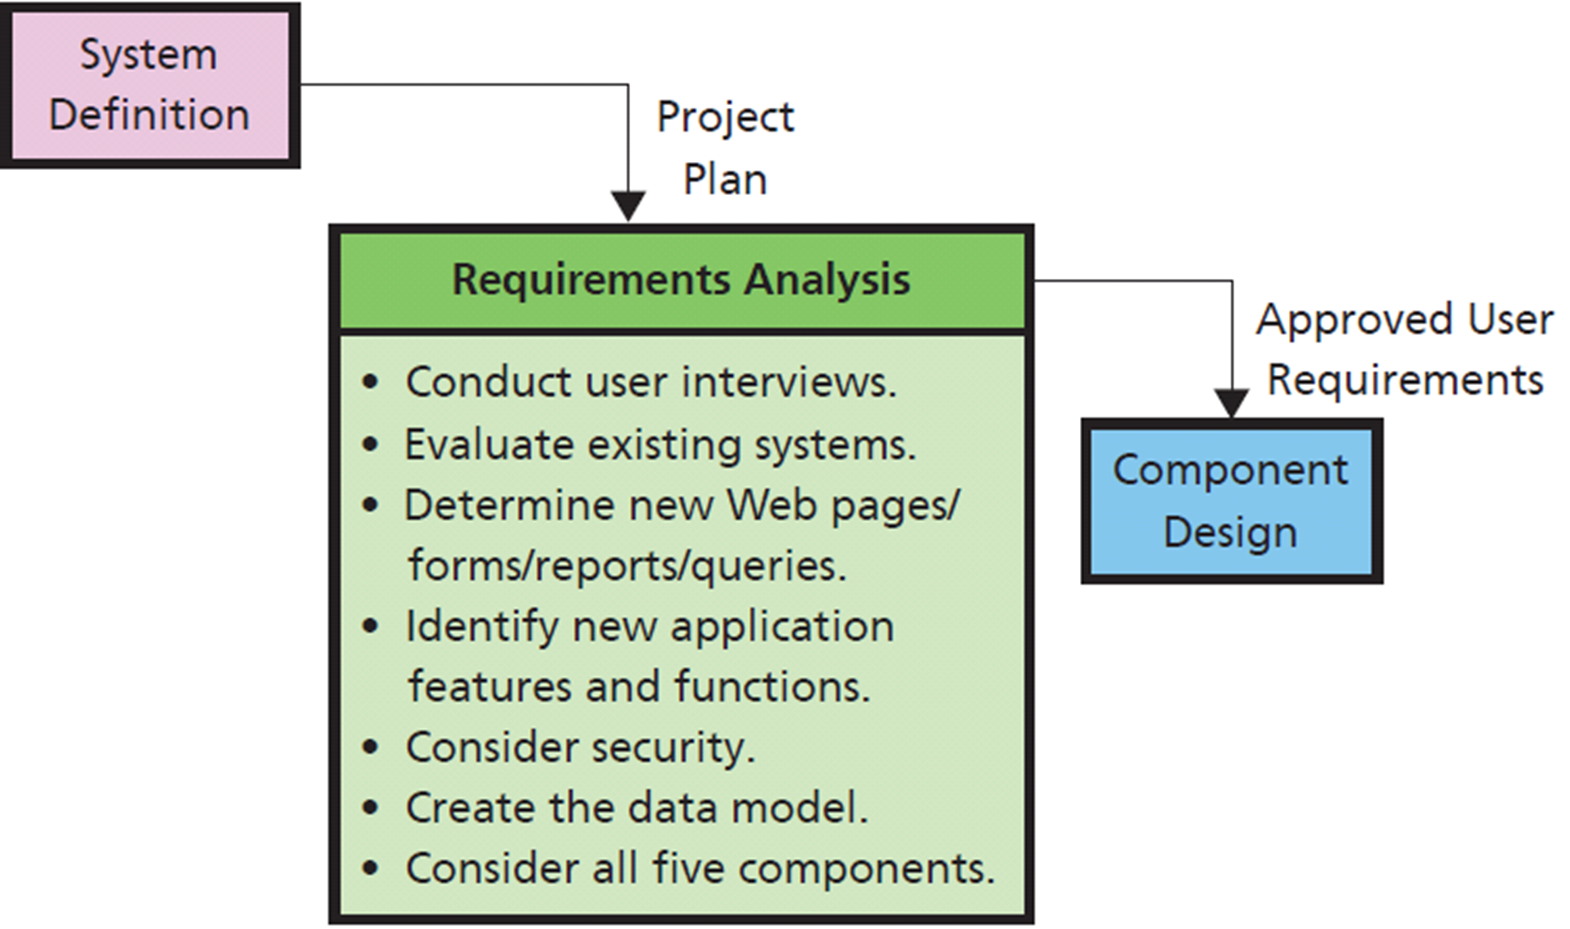 System
Definition
Project
Plan
Requirements Analysis
• Conduct user interviews.
• Evaluate existing systems.
• Determine new Web pages/
forms/reports/queries.
• Identify new application
features and functions.
• Consider security.
• Create the data model.
• Consider all five components.
Approved User
Requirements
Component
Design